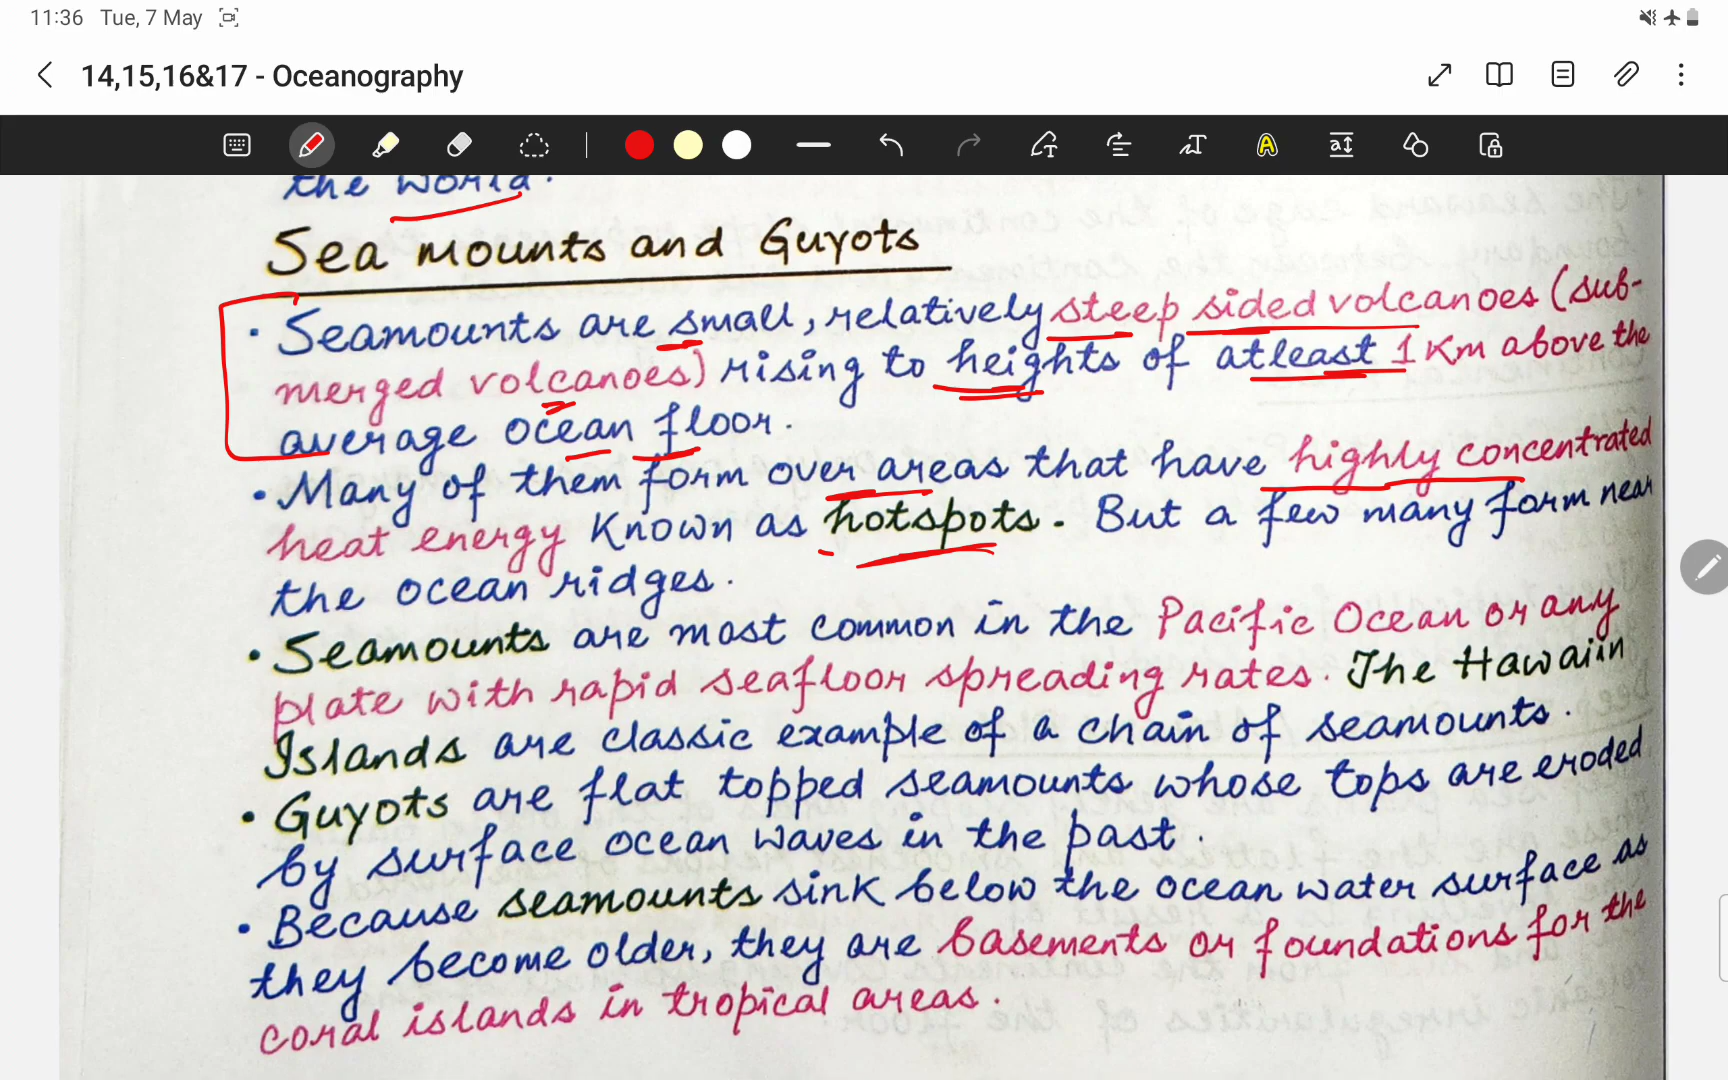 11:36 Tue, 7 May
14,15,16&17 - Oceanography
the world.
Sea mounts and Guyots
• Seamounts are small, relatively steep sided volcanoes (sub-
merged volcanoes) rising to heights of atleast 1 Km above the
average ocean floor.
• Many of them form over areas that have highly concentrated
heat energy Known as hotspots. But a few many form near
the ocean ridges.
• Seamounts are most common in the Pacific Ocean or any
plate with rapid seafloor spreading rates. The Hawaiin
Islands are classic example of a chain of seamounts.
• Guyots are flat topped seamounts whose tops are eroded
by surface ocean waves in the past.
• Because seamounts sink below the ocean water surface as
they become older, they are basements or foundations for the
coral islands in tropical areas.